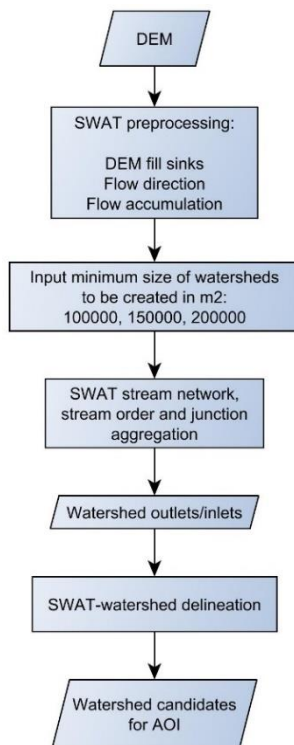 DEM
SWAT preprocessing:
DEM fill sinks
Flow direction
Flow accumulation
Input minimum size of watersheds
to be created in m2:
100000, 150000, 200000
SWAT stream network,
stream order and junction
aggregation
Watershed outlets/inlets
SWAT-watershed delineation
Watershed candidates
for AOI